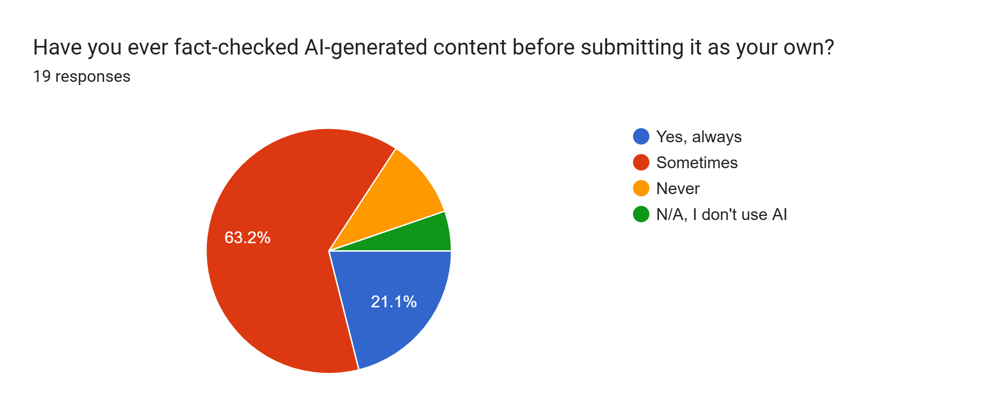 Have you ever fact-checked AI-generated content before submitting it as your own?
19 responses
63.2%
21.1%
Yes, always
Sometimes
Never
N/A, I don't use AI